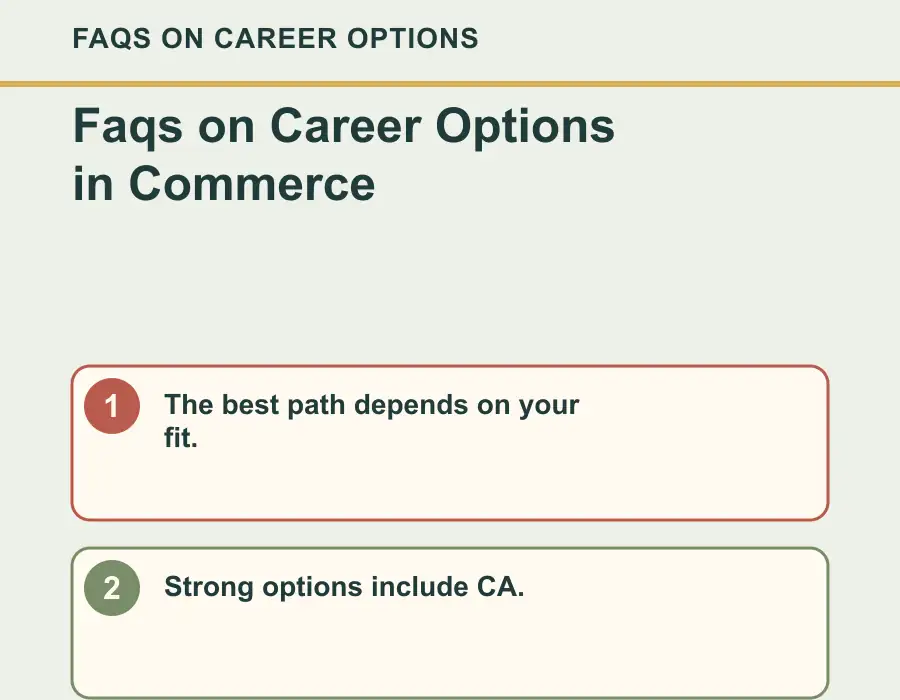 FAQS ON CAREER OPTIONS
Faqs on Career Options
in Commerce
1
The best path depends on your
fit.
2
Strong options include CA.